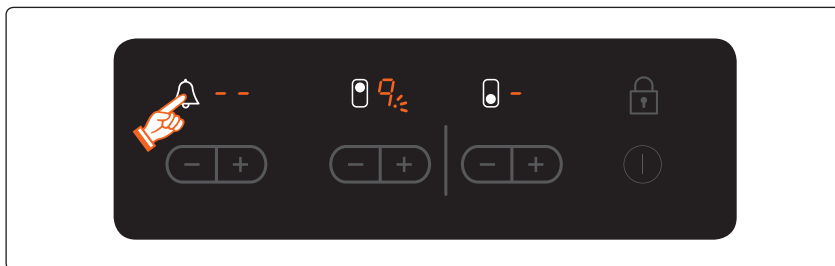 -- 9. -
- + - + - +